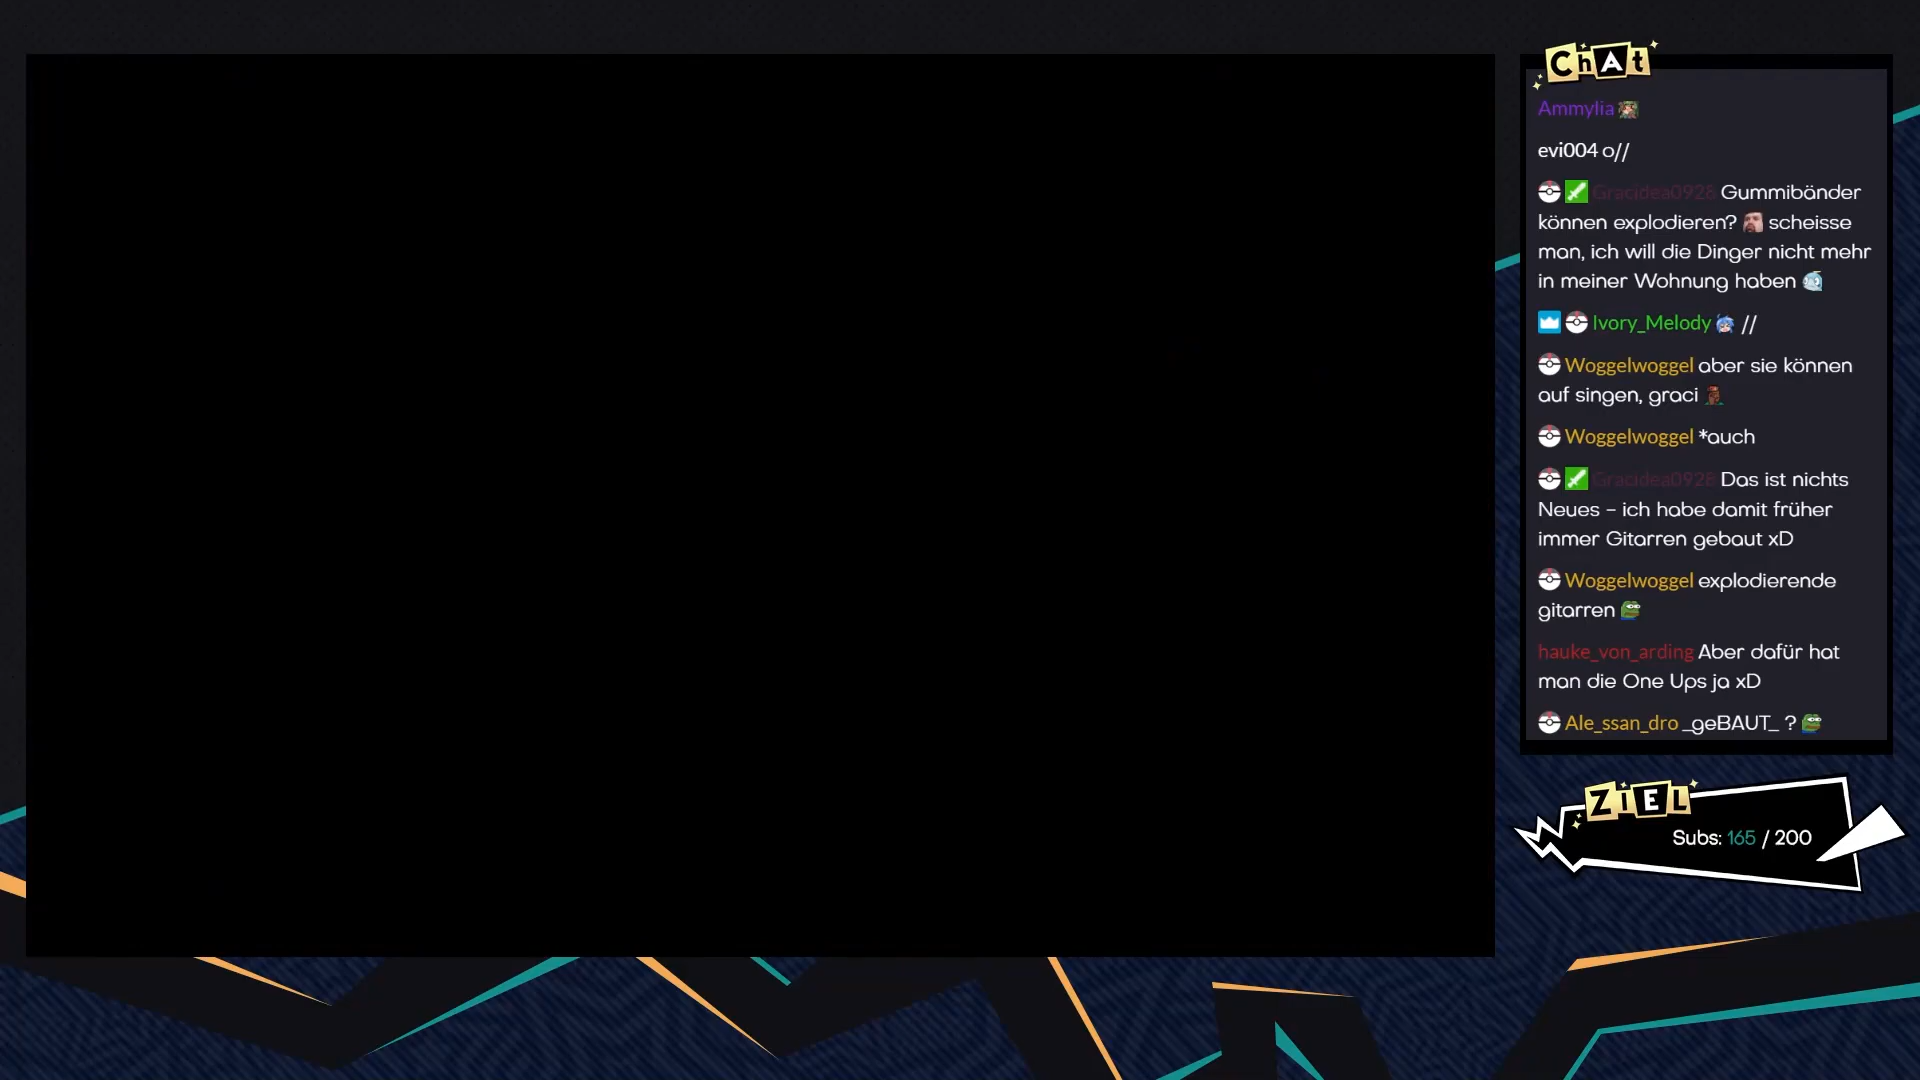 ChAt
Ammylia
evi004 o//
Gracidea0928 Gummibänder
können explodieren? scheisse
man, ich will die Dinger nicht mehr
in meiner Wohnung haben
Ivory_Melody //
Woggelwoggel aber sie können
auf singen, graci
Woggelwoggel *auch
Gracidea0928 Das ist nichts
Neues - ich habe damit früher
immer Gitarren gebaut xD
Woggelwoggel explodierende
gitarren
hauke_von_arding Aber dafür hat
man die One Ups ja xD
Ale_ssan_dro _geBAUT_ ?
ZiEL
Subs: 165 / 200